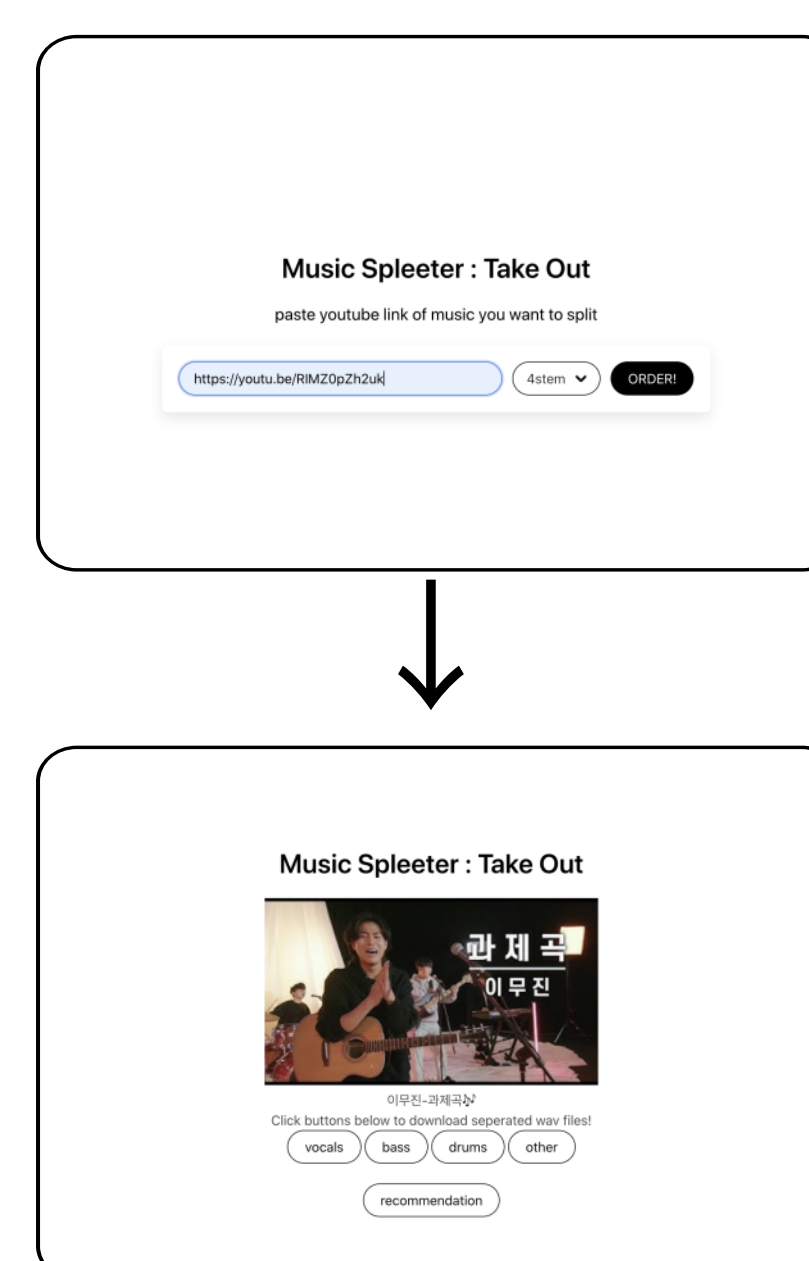 Music Spleeter : Take Out
paste youtube link of music you want to split
https://youtu.be/RIMZ0pZh2uk
4stem
ORDER!
Music Spleeter : Take Out
과제곡
이무진
이무진-과제곡🎶
Click buttons below to download seperated wav files!
vocals bass drums other
recommendation